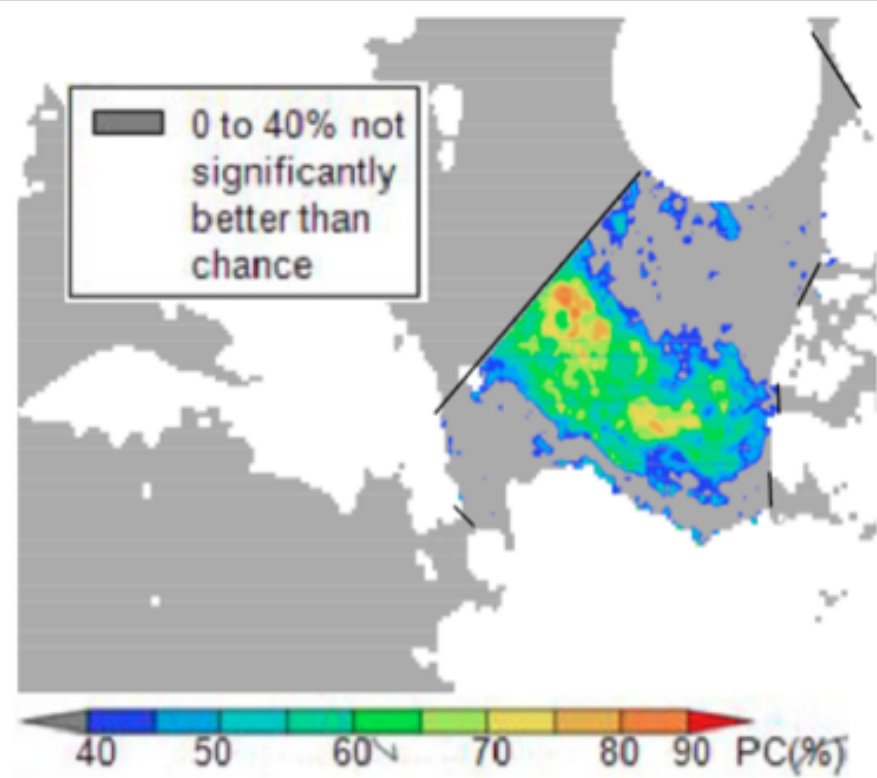 0 to 40% not
significantly
better than
chance
40 50 60 70 80 90 PC(%)